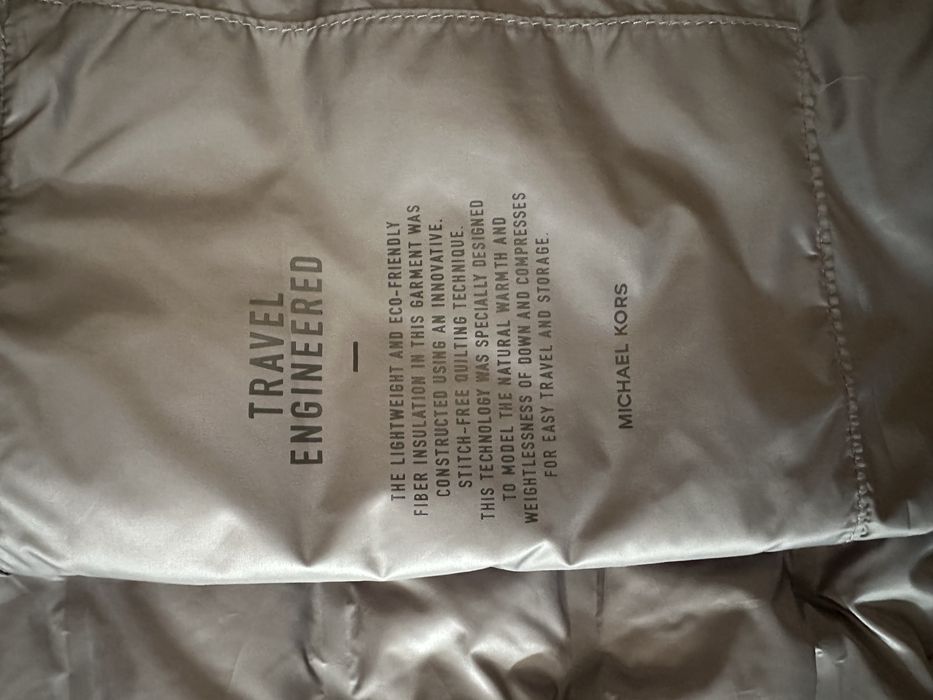 TRAVEL
ENGINEERED
THE LIGHTWEIGHT AND ECO-FRIENDLY
FIBER INSULATION IN THIS GARMENT WAS
CONSTRUCTED USING AN INNOVATIVE,
STITCH-FREE QUILTING TECHNIQUE.
THIS TECHNOLOGY WAS SPECIALLY DESIGNED
TO MODEL THE NATURAL WARMTH AND
WEIGHTLESSNESS OF DOWN AND COMPRESSES
FOR EASY TRAVEL AND STORAGE.
MICHAEL KORS